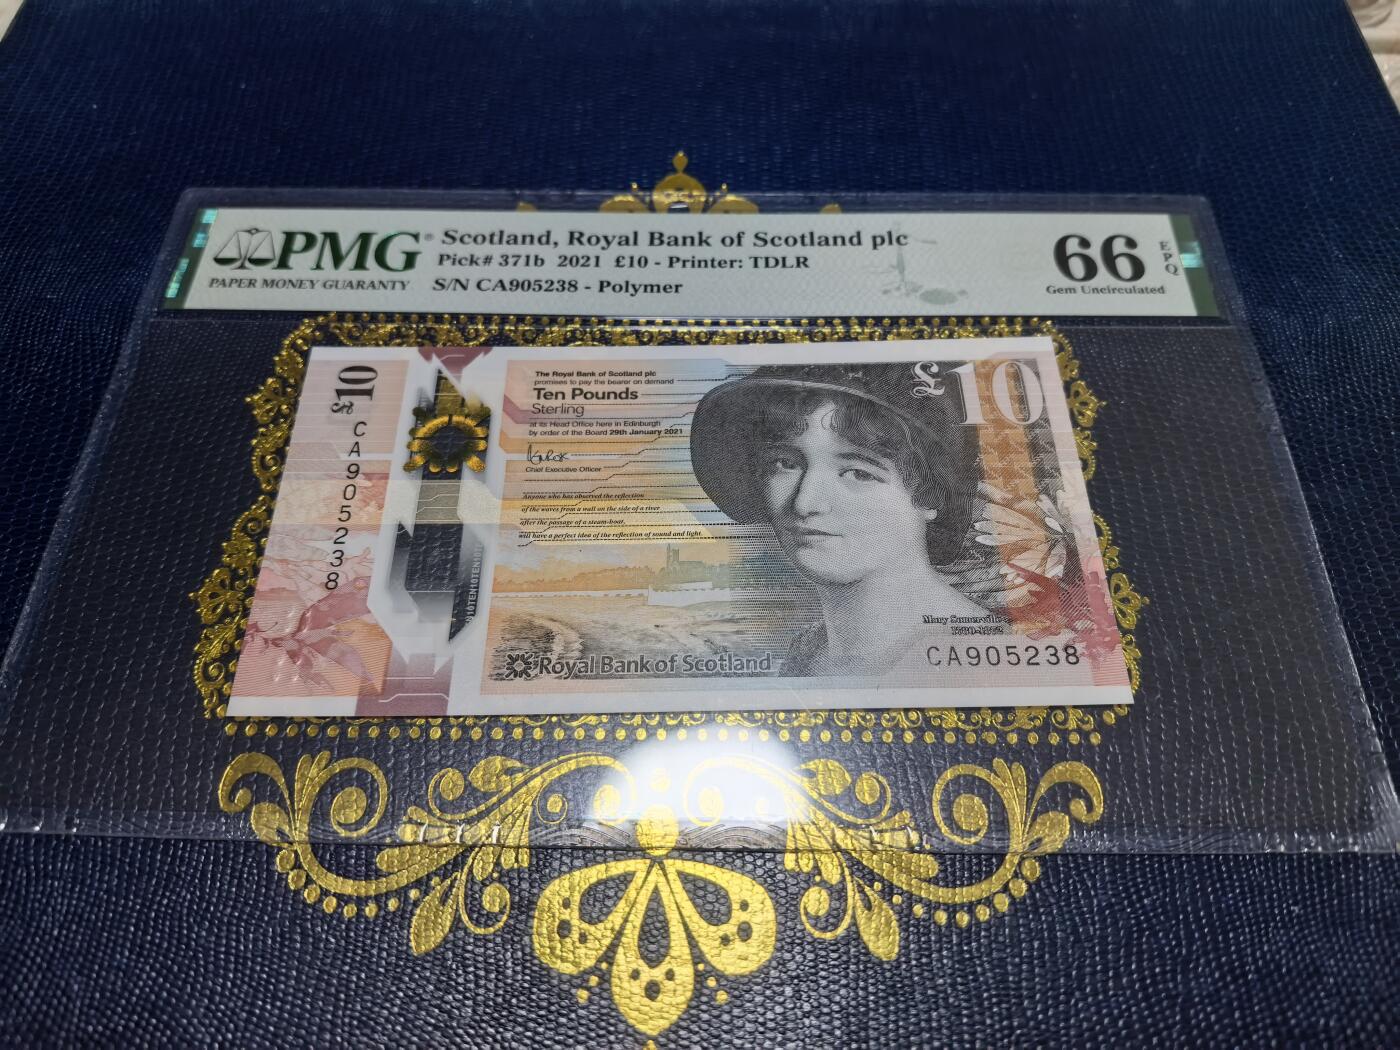 PMG®
PAPER MONEY GUARANTY
Scotland, Royal Bank of Scotland plc
Pick# 371b 2021 £10 - Printer: TDLR
S/N CA905238 - Polymer
66
EPQ
Gem Uncirculated
£10
CA905238
The Royal Bank of Scotland plc
promises to pay the bearer on demand
Ten Pounds
Sterling
at its Head Office here in Edinburgh
by order of the Board 29th January 2021
Chief Executive Officer
Anyone who has observed the reflection
of the waves from a wall on the side of a river
after the passage of a steam-boat,
will have a perfect idea of the reflection of sound and light.
£10
Mary Somerville
1780-1872
CA905238
Royal Bank of Scotland
10TEN10TEN10